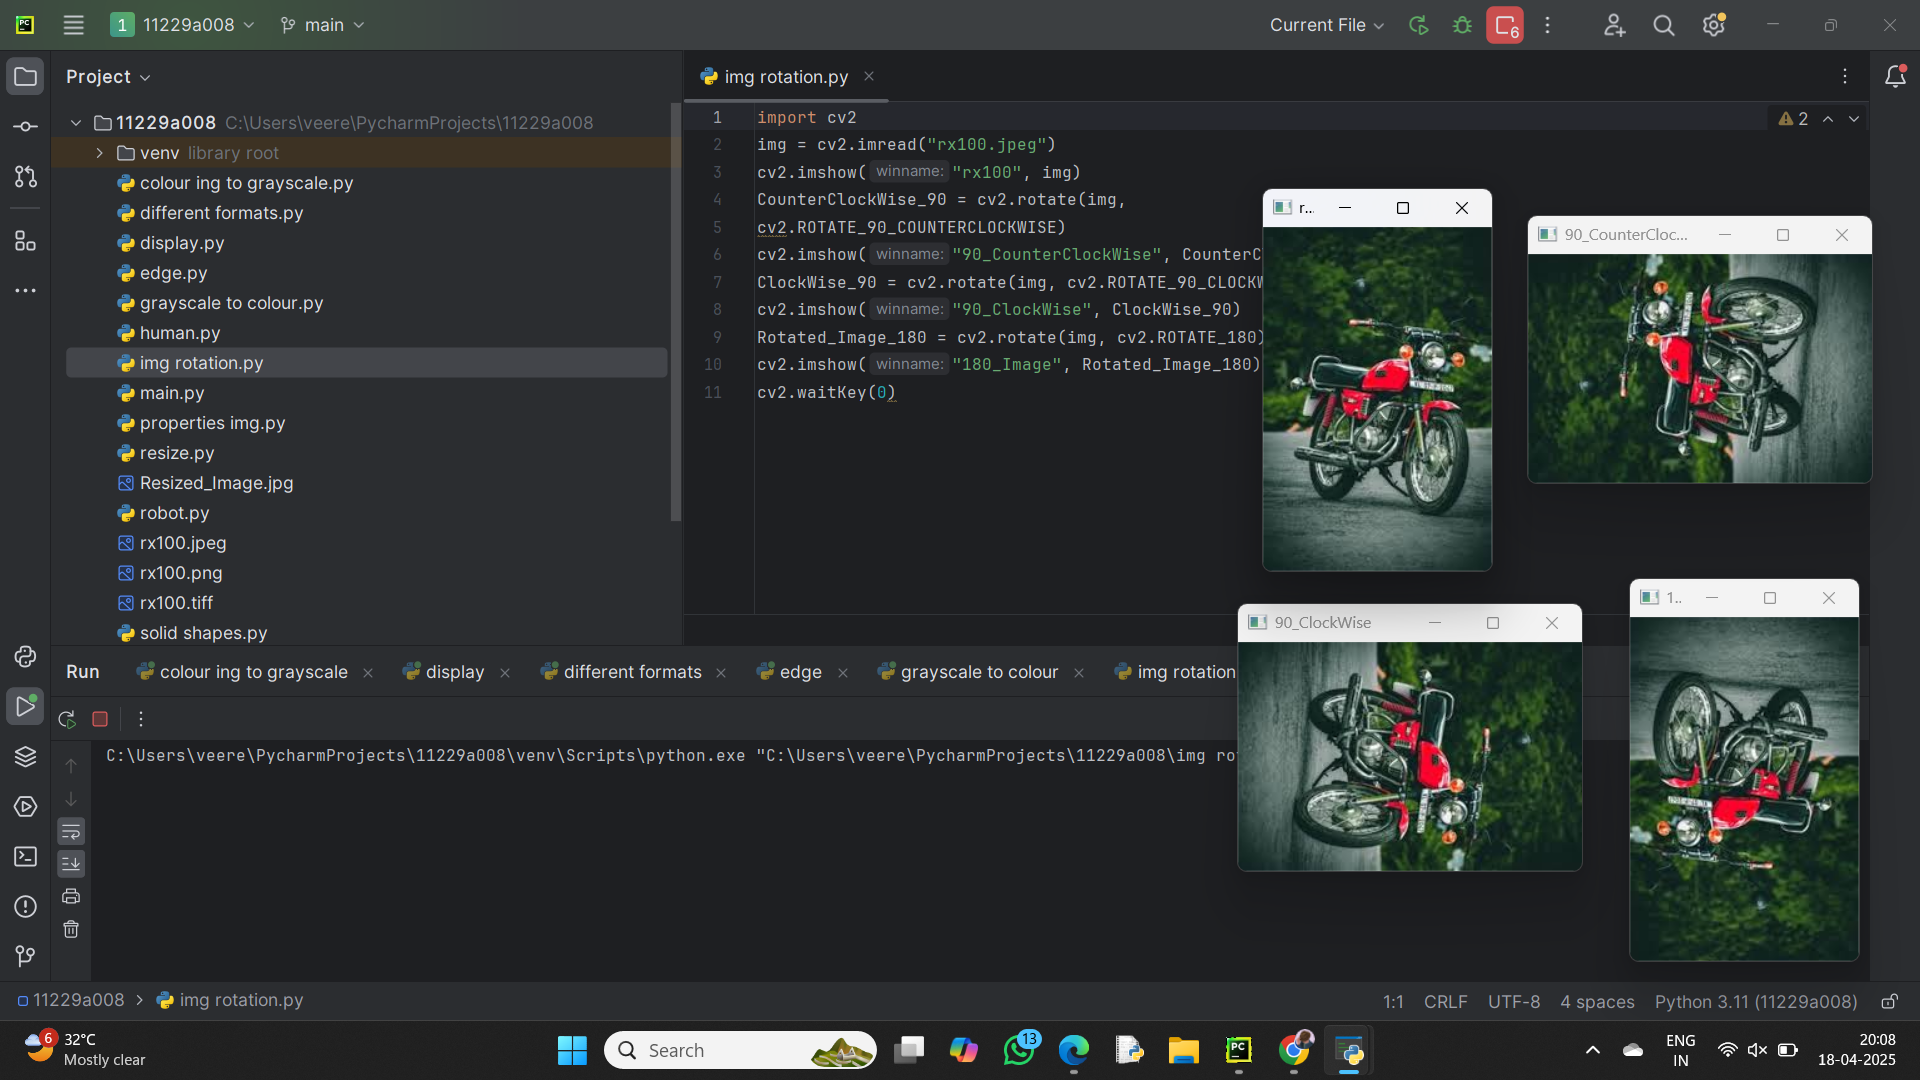 PC
1 11229a008
main
Current File
6
Project
11229a008 C:\Users\veere\PycharmProjects\11229a008
venv library root
colour ing to grayscale.py
different formats.py
display.py
edge.py
grayscale to colour.py
human.py
img rotation.py
main.py
properties img.py
resize.py
Resized_Image.jpg
robot.py
rx100.jpeg
rx100.png
rx100.tiff
solid shapes.py
img rotation.py
2
1 import cv2
2 img = cv2.imread("rx100.jpeg")
3 cv2.imshow( winname: "rx100", img)
4 CounterClockWise_90 = cv2.rotate(img,
5 cv2.ROTATE_90_COUNTERCLOCKWISE)
6 cv2.imshow( winname: "90_CounterClockWise", CounterC
7 ClockWise_90 = cv2.rotate(img, cv2.ROTATE_90_CLOCKW
8 cv2.imshow( winname: "90_ClockWise", ClockWise_90)
9 Rotated_Image_180 = cv2.rotate(img, cv2.ROTATE_180)
10 cv2.imshow( winname: "180_Image", Rotated_Image_180)
11 cv2.waitKey(0)
r...
90_CounterCloc...
90_ClockWise
1..
Run
colour ing to grayscale
display
different formats
edge
grayscale to colour
img rotation
C:\Users\veere\PycharmProjects\11229a008\venv\Scripts\python.exe "C:\Users\veere\PycharmProjects\11229a008\img ro
11229a008 > img rotation.py
1:1 CRLF UTF-8 4 spaces Python 3.11 (11229a008)
6
32°C
Mostly clear
Search
13
PC
ENG
IN
20:08
18-04-2025